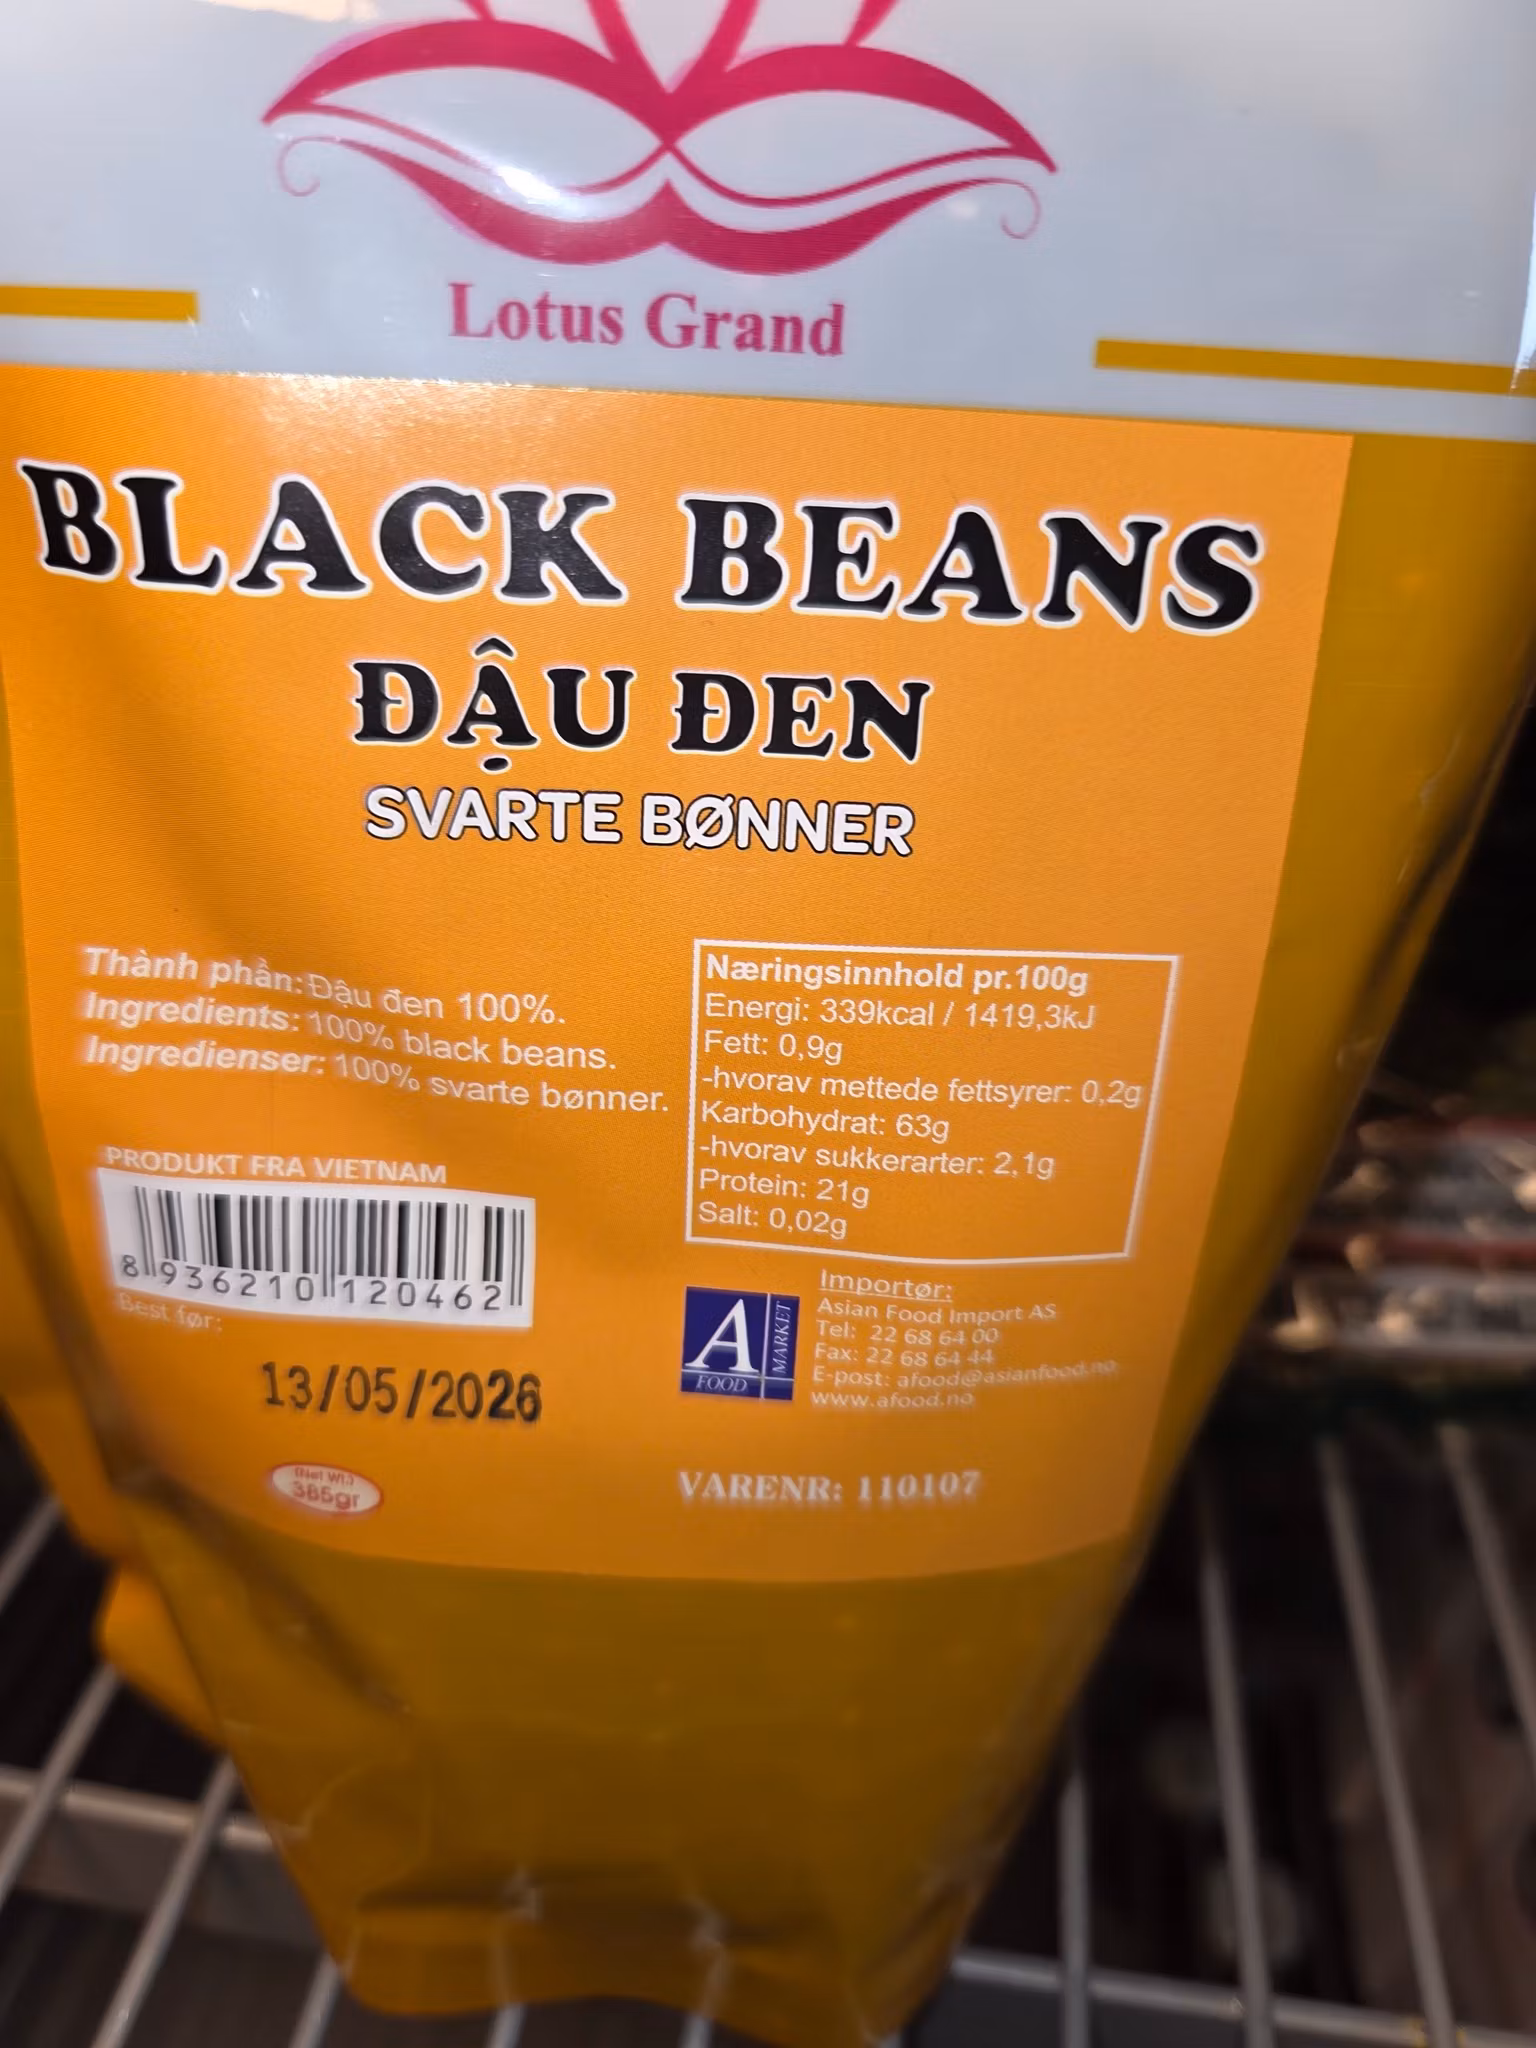 Lotus Grand
BLACK BEANS
ĐẬU ĐEN
SVARTE BØNNER
Thành phần: Đậu đen 100%.
Ingredients: 100% black beans.
Ingredienser: 100% svarte bønner.
PRODUKT FRA VIETNAM
8 936210 120462
Best før:
13/05/2026
(Net Wt.)
385gr
Næringsinnhold pr.100g
Energi: 339kcal / 1419,3kJ
Fett: 0,9g
-hvorav mettede fettsyrer: 0,2g
Karbohydrat: 63g
-hvorav sukkerarter: 2,1g
Protein: 21g
Salt: 0,02g
A
FOOD
MARKET
Importør:
Asian Food Import AS
Tel: 22 68 64 00
Fax: 22 68 64 44
E-post: afood@asianfood.no
www.afood.no
VARENR: 110107